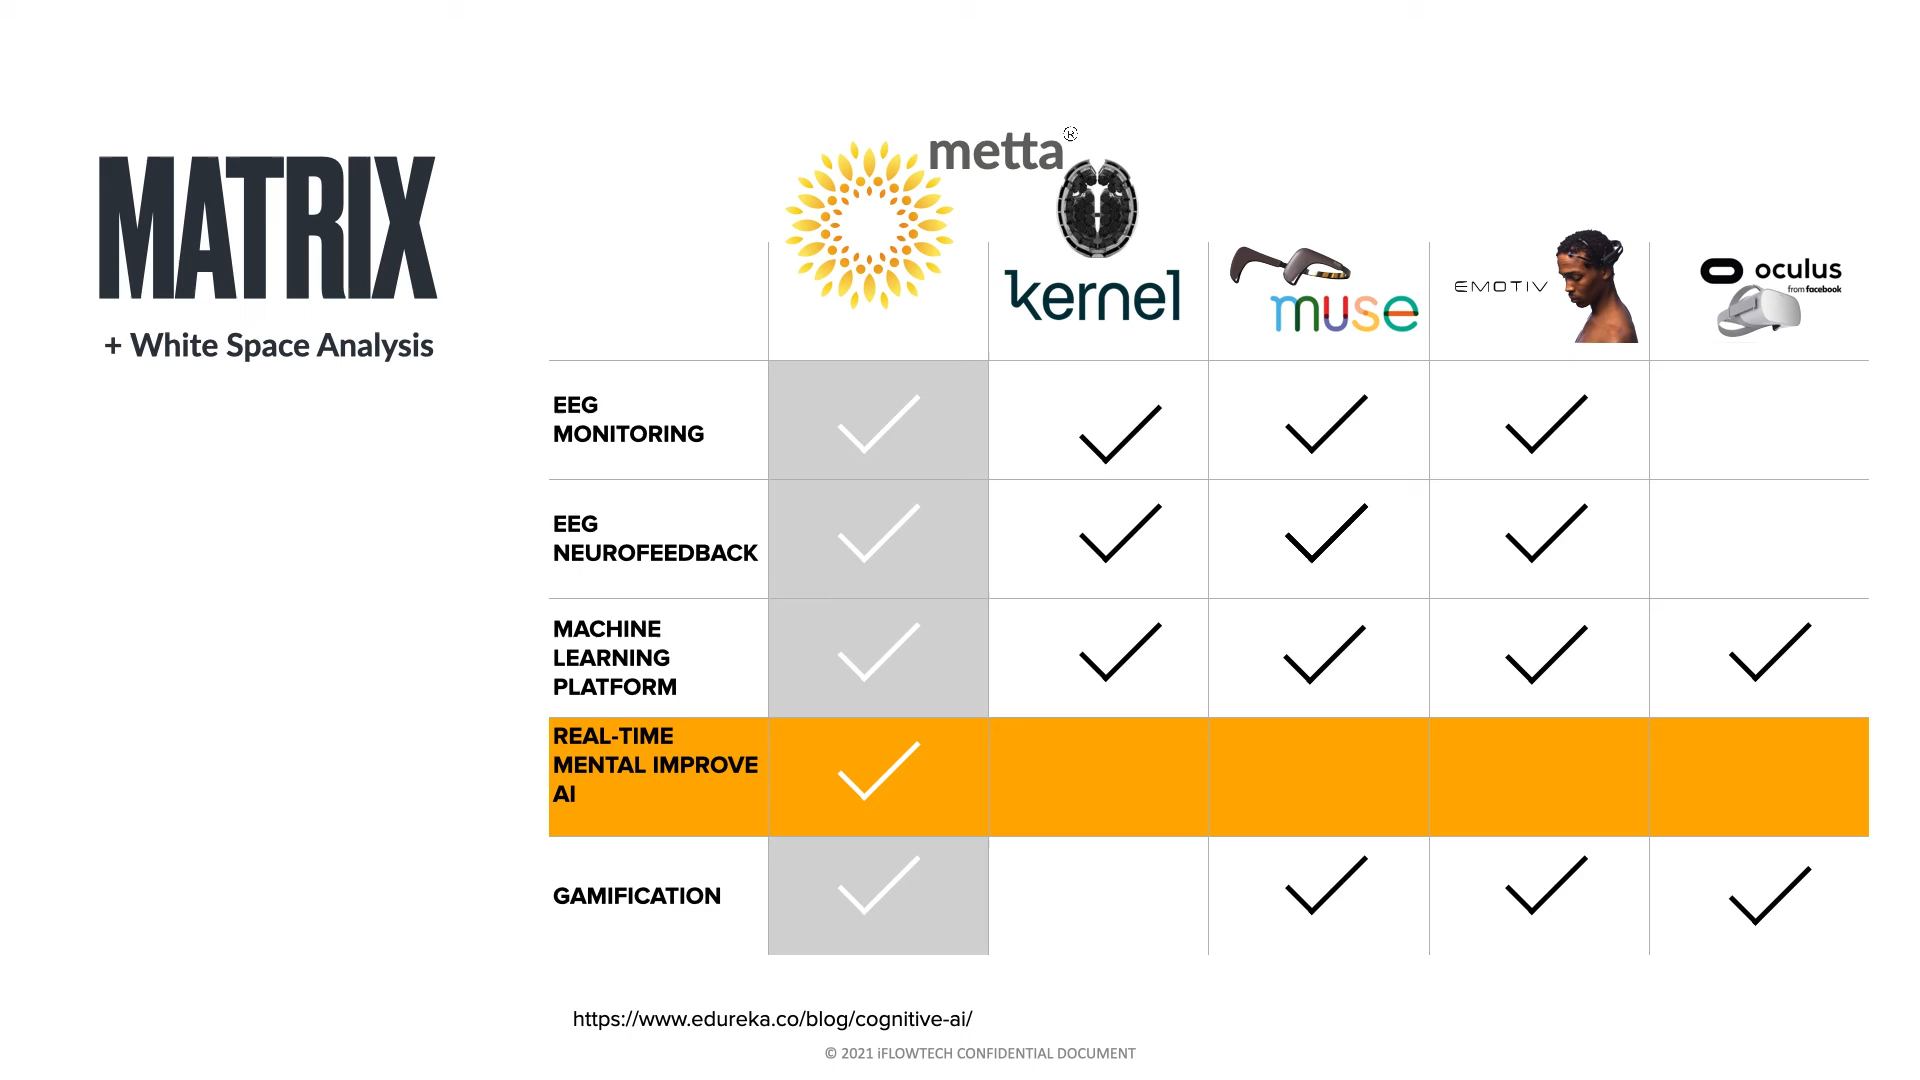 MATRIX
+ White Space Analysis
metta®
kernel
muse
EMOTIV
oculus
from facebook
EEG
MONITORING
EEG
NEUROFEEDBACK
MACHINE
LEARNING
PLATFORM
REAL-TIME
MENTAL IMPROVE
AI
GAMIFICATION
https://www.edureka.co/blog/cognitive-ai/
© 2021 iFLOWTECH CONFIDENTIAL DOCUMENT